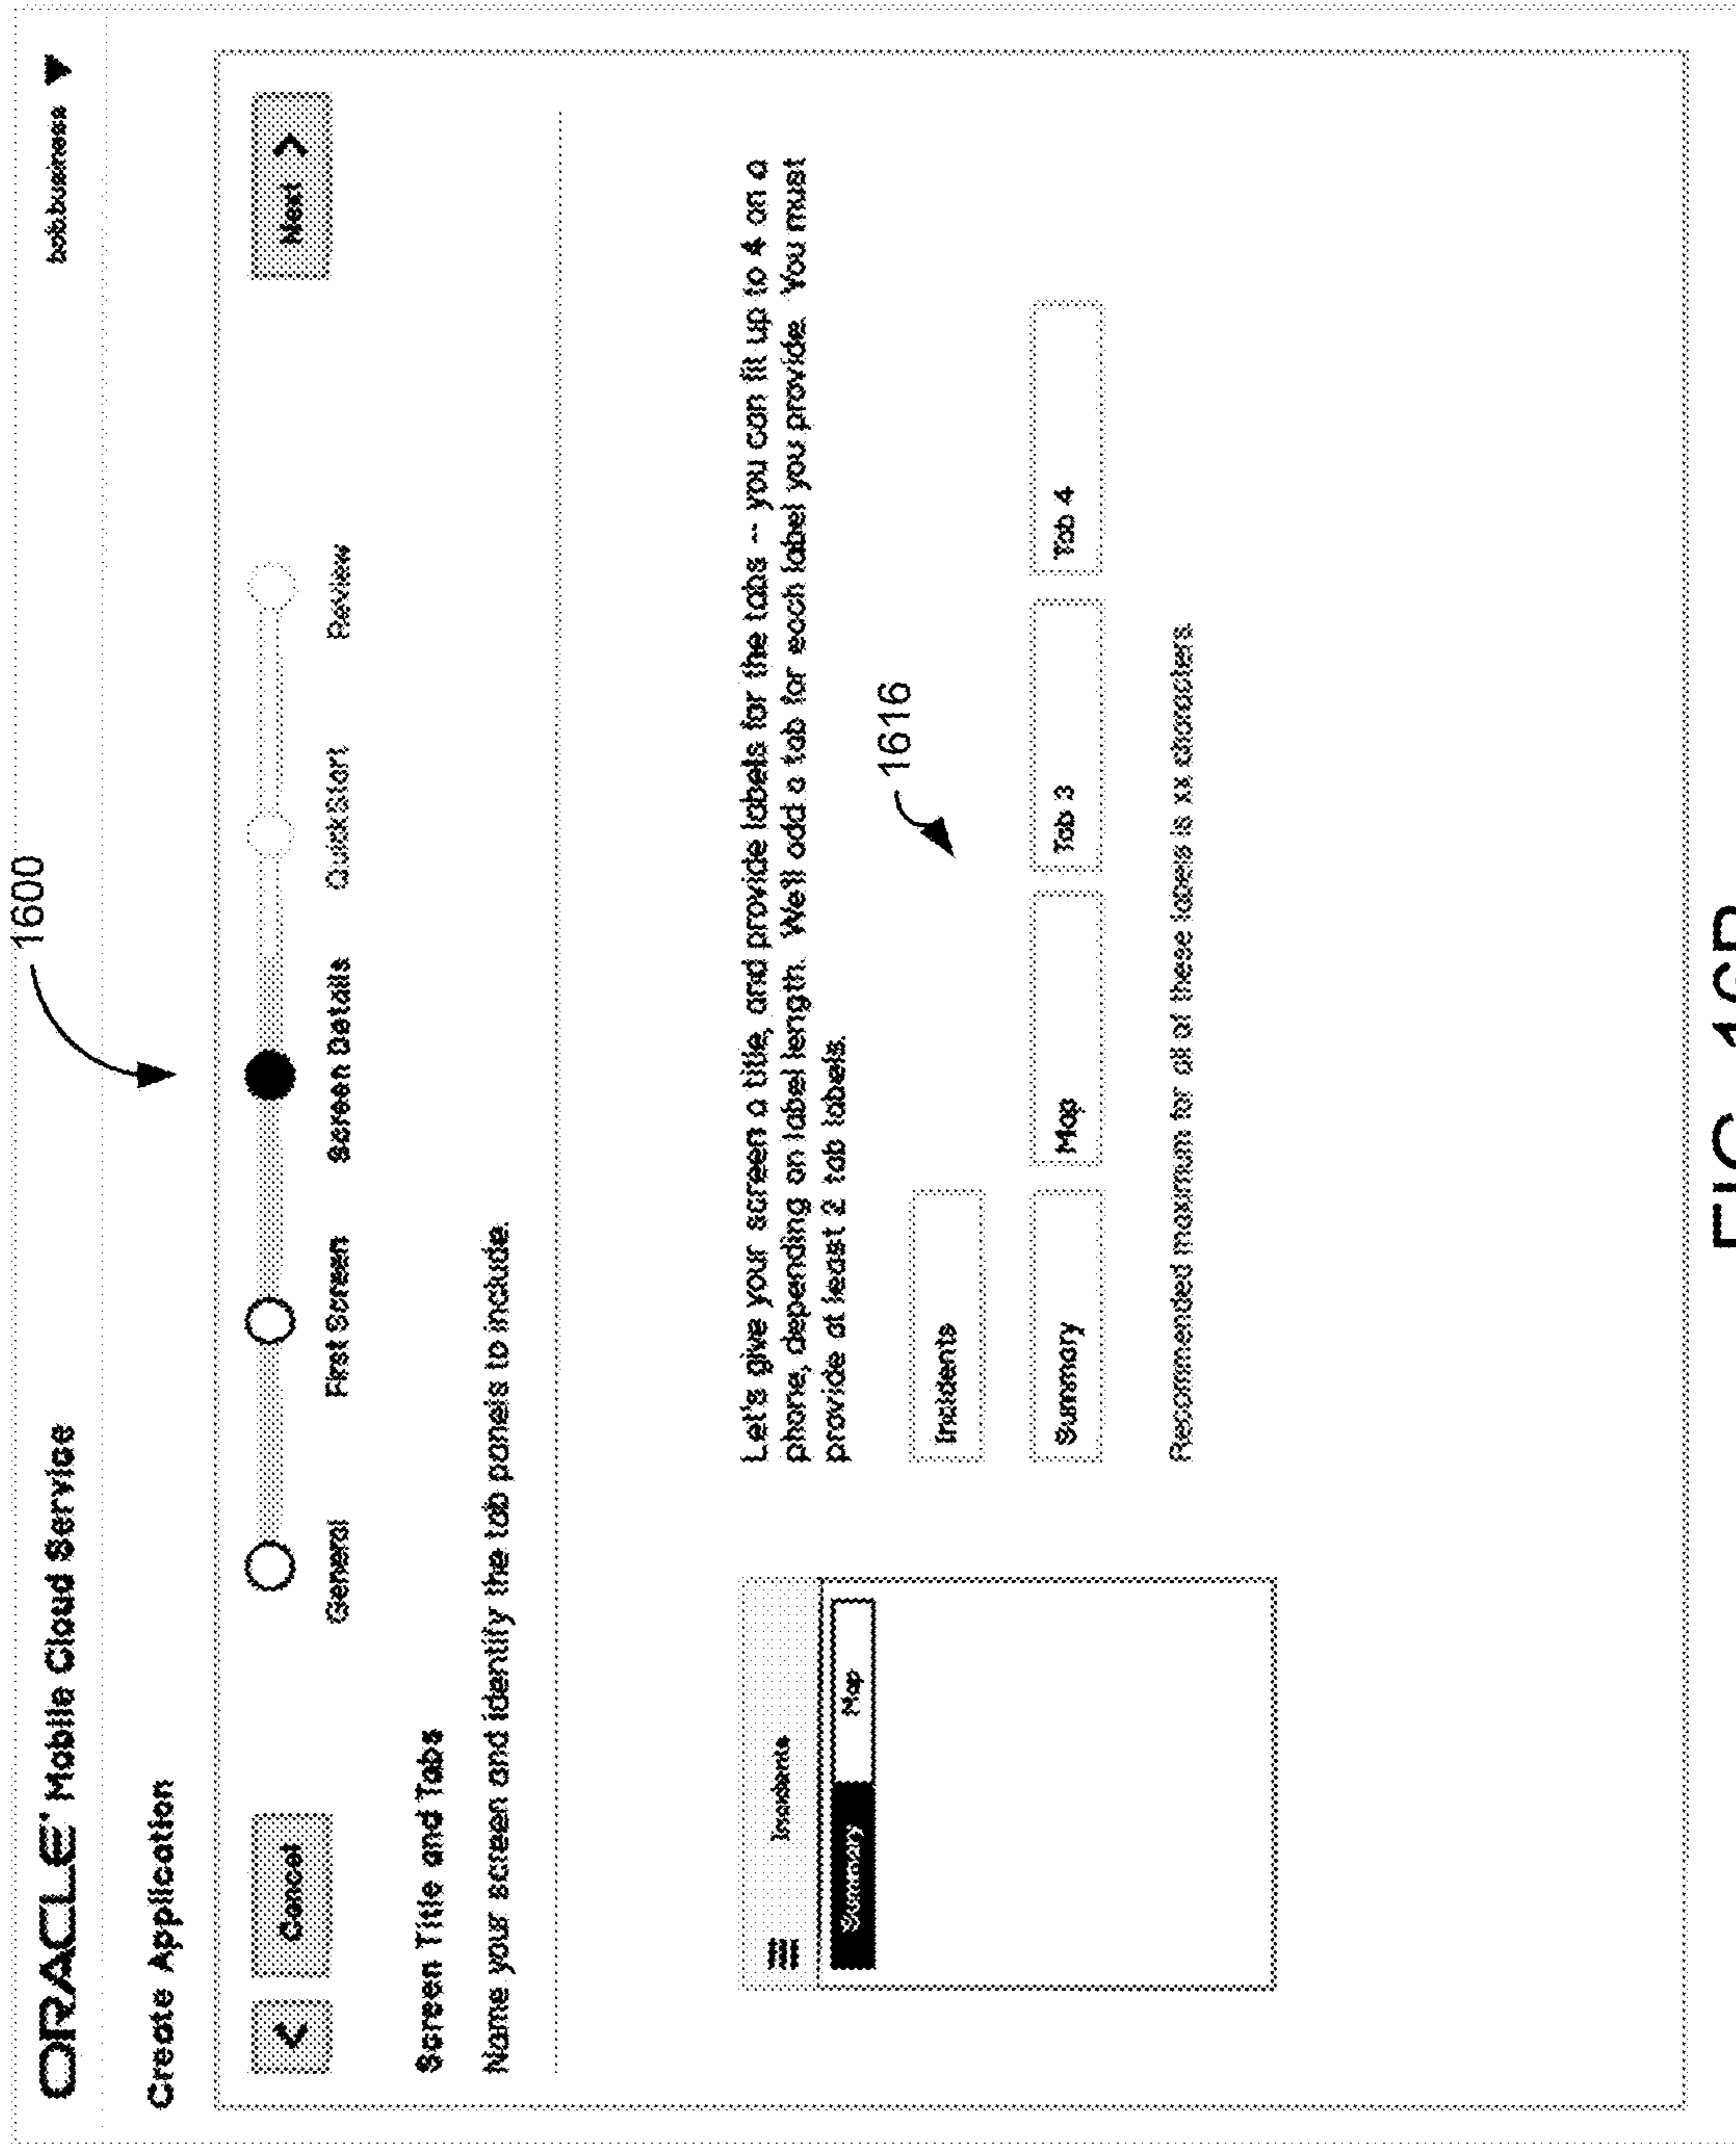 1600
ORACLE® Mobile Cloud Service
bob.business
Create Application
Cancel
Next
General
First Screen
Screen Details
QuickStart
Review
Screen Title and Tabs
Name your screen and identify the tab panels to include.
Incidents
Summary
Map
Let's give your screen a title, and provide labels for the tabs -- you can fit up to 4 on a
phone, depending on label length. We'll add a tab for each label you provide. You must
provide at least 2 tab labels.
1616
Incidents
Summary
Map
Tab 3
Tab 4
Recommended maximum for all of these labels is xx characters.